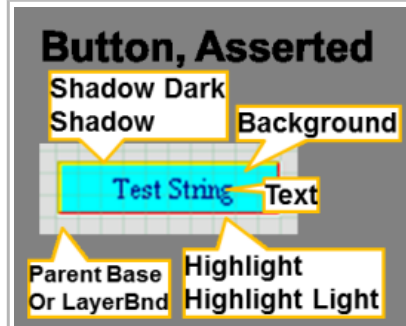 Button, Asserted
Shadow Dark
Shadow
Background
Test String
Text
Parent Base
Or LayerBnd
Highlight
Highlight Light